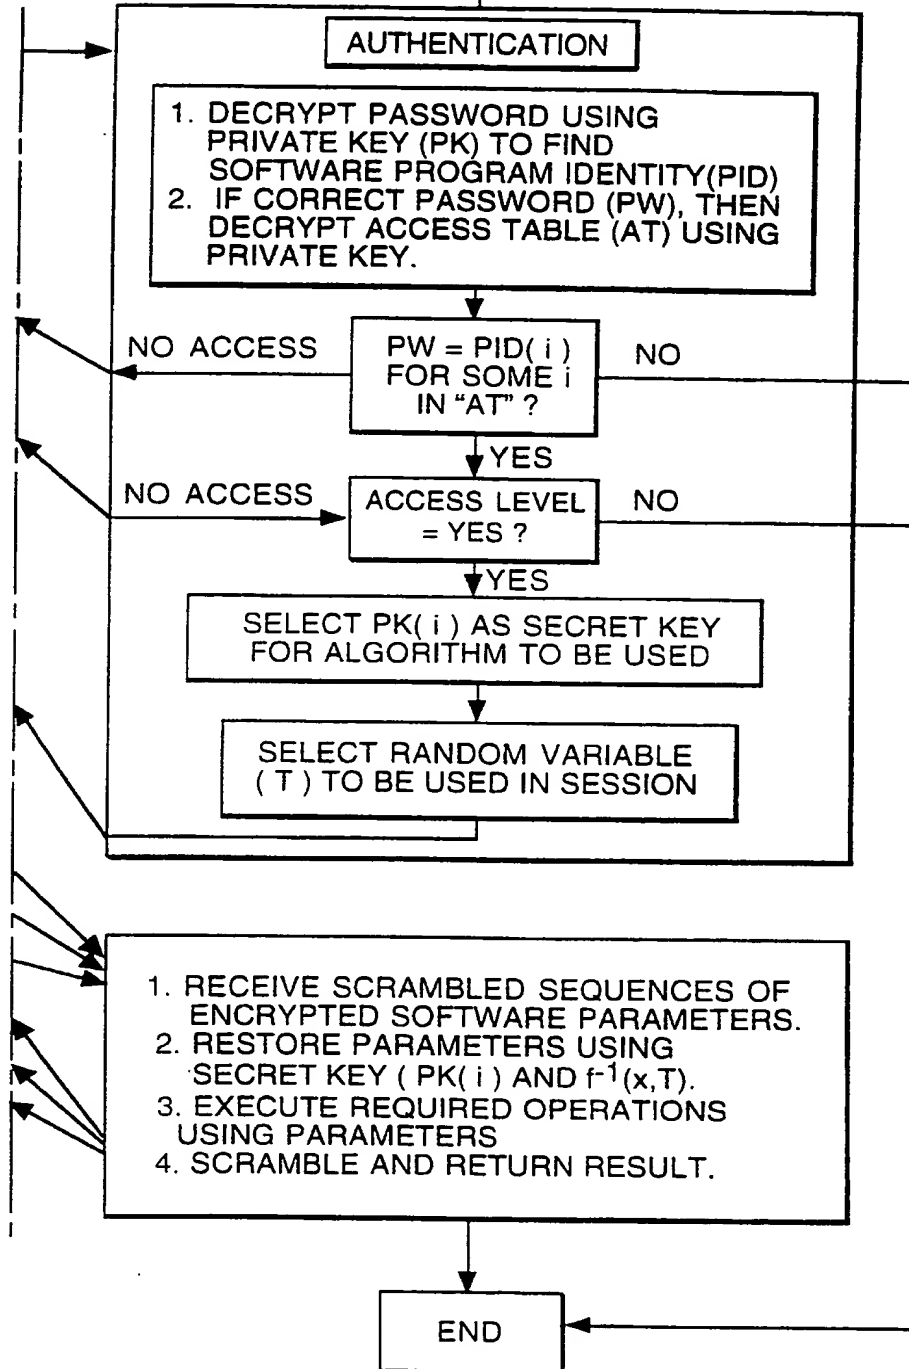 AUTHENTICATION
1. DECRYPT PASSWORD USING
PRIVATE KEY (PK) TO FIND
SOFTWARE PROGRAM IDENTITY(PID)
2. IF CORRECT PASSWORD (PW), THEN
DECRYPT ACCESS TABLE (AT) USING
PRIVATE KEY.
NO ACCESS
PW = PID( i )
FOR SOME i
IN "AT" ?
NO
YES
NO ACCESS
ACCESS LEVEL
= YES ?
NO
YES
SELECT PK( i ) AS SECRET KEY
FOR ALGORITHM TO BE USED
SELECT RANDOM VARIABLE
( T ) TO BE USED IN SESSION
1. RECEIVE SCRAMBLED SEQUENCES OF
ENCRYPTED SOFTWARE PARAMETERS.
2. RESTORE PARAMETERS USING
SECRET KEY ( PK( i ) AND f⁻¹(x,T).
3. EXECUTE REQUIRED OPERATIONS
USING PARAMETERS
4. SCRAMBLE AND RETURN RESULT.
END